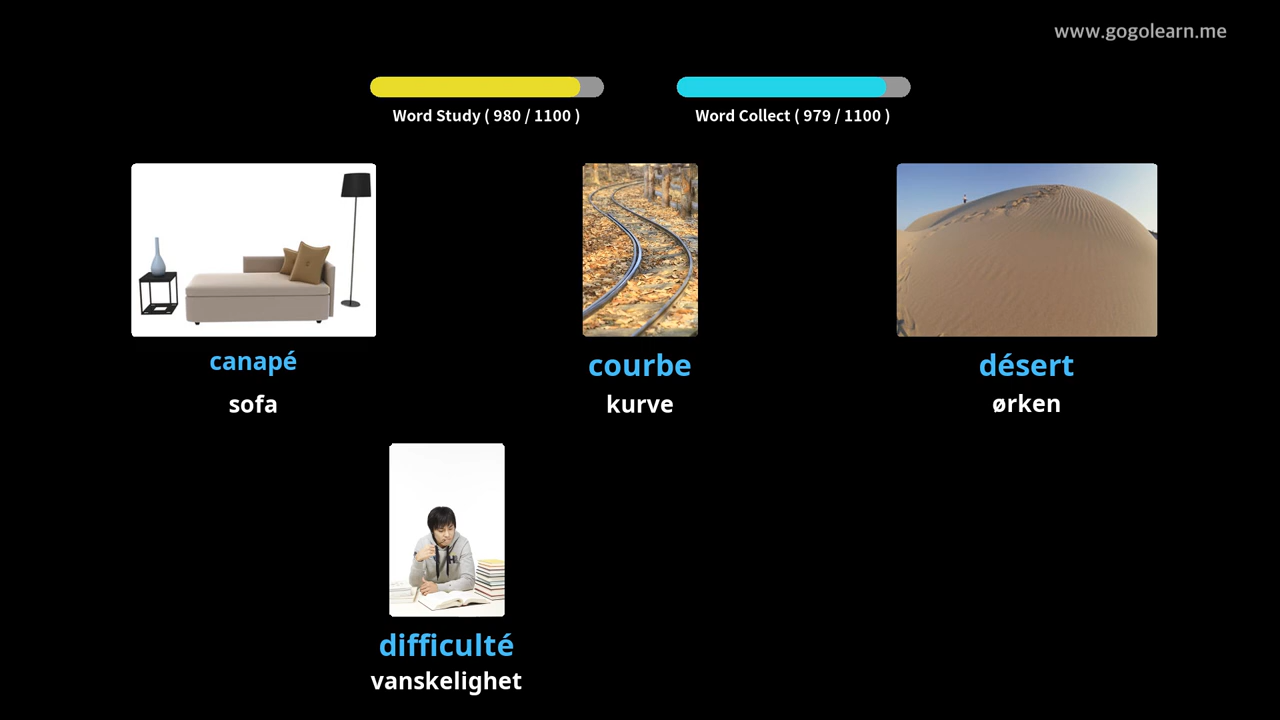 www.gogolearn.me
Word Study ( 980 / 1100 )
Word Collect ( 979 / 1100 )
canapé
courbe
désert
sofa
kurve
ørken
difficulté
vanskelighet